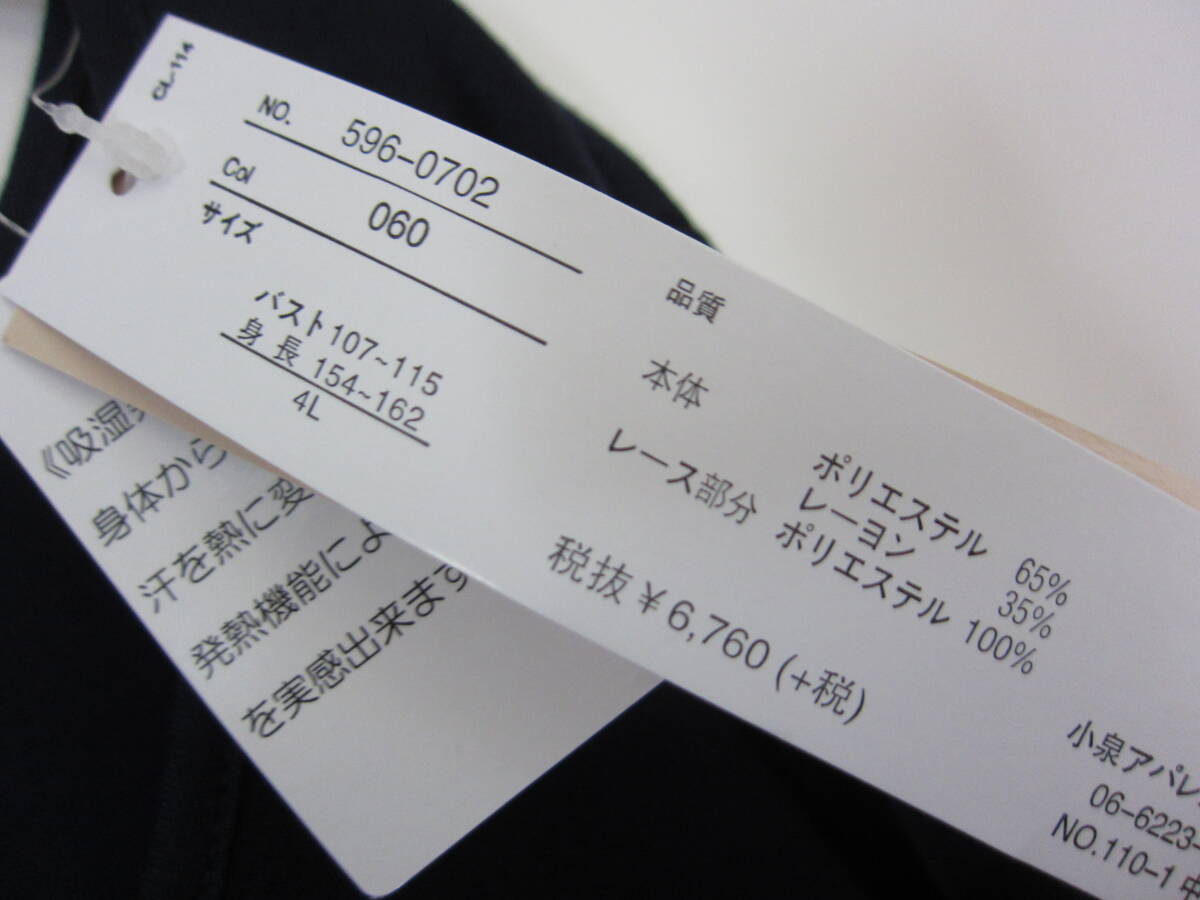 CL-114
NO. 596-0702
Col 060
サイズ
バスト 107~115
身長 154~162
4L
品質
本体 ポリエステル 65%
レーヨン 35%
レース部分 ポリエステル 100%
税抜¥6,760(+税)
小泉アパレ
06-6223-
NO.110-1
《吸湿
身体から
汗を熱に変
発熱機能によ
を実感出来ます